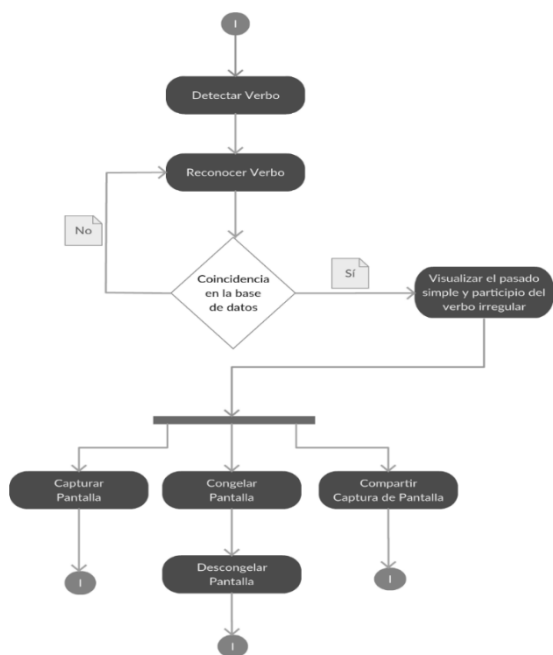 I
Detectar Verbo
Reconocer Verbo
No
Coincidencia
en la base
de datos
Sí
Visualizar el pasado
simple y participio del
verbo irregular
Capturar
Pantalla
Congelar
Pantalla
Compartir
Captura de Pantalla
I
Descongelar
Pantalla
I
I